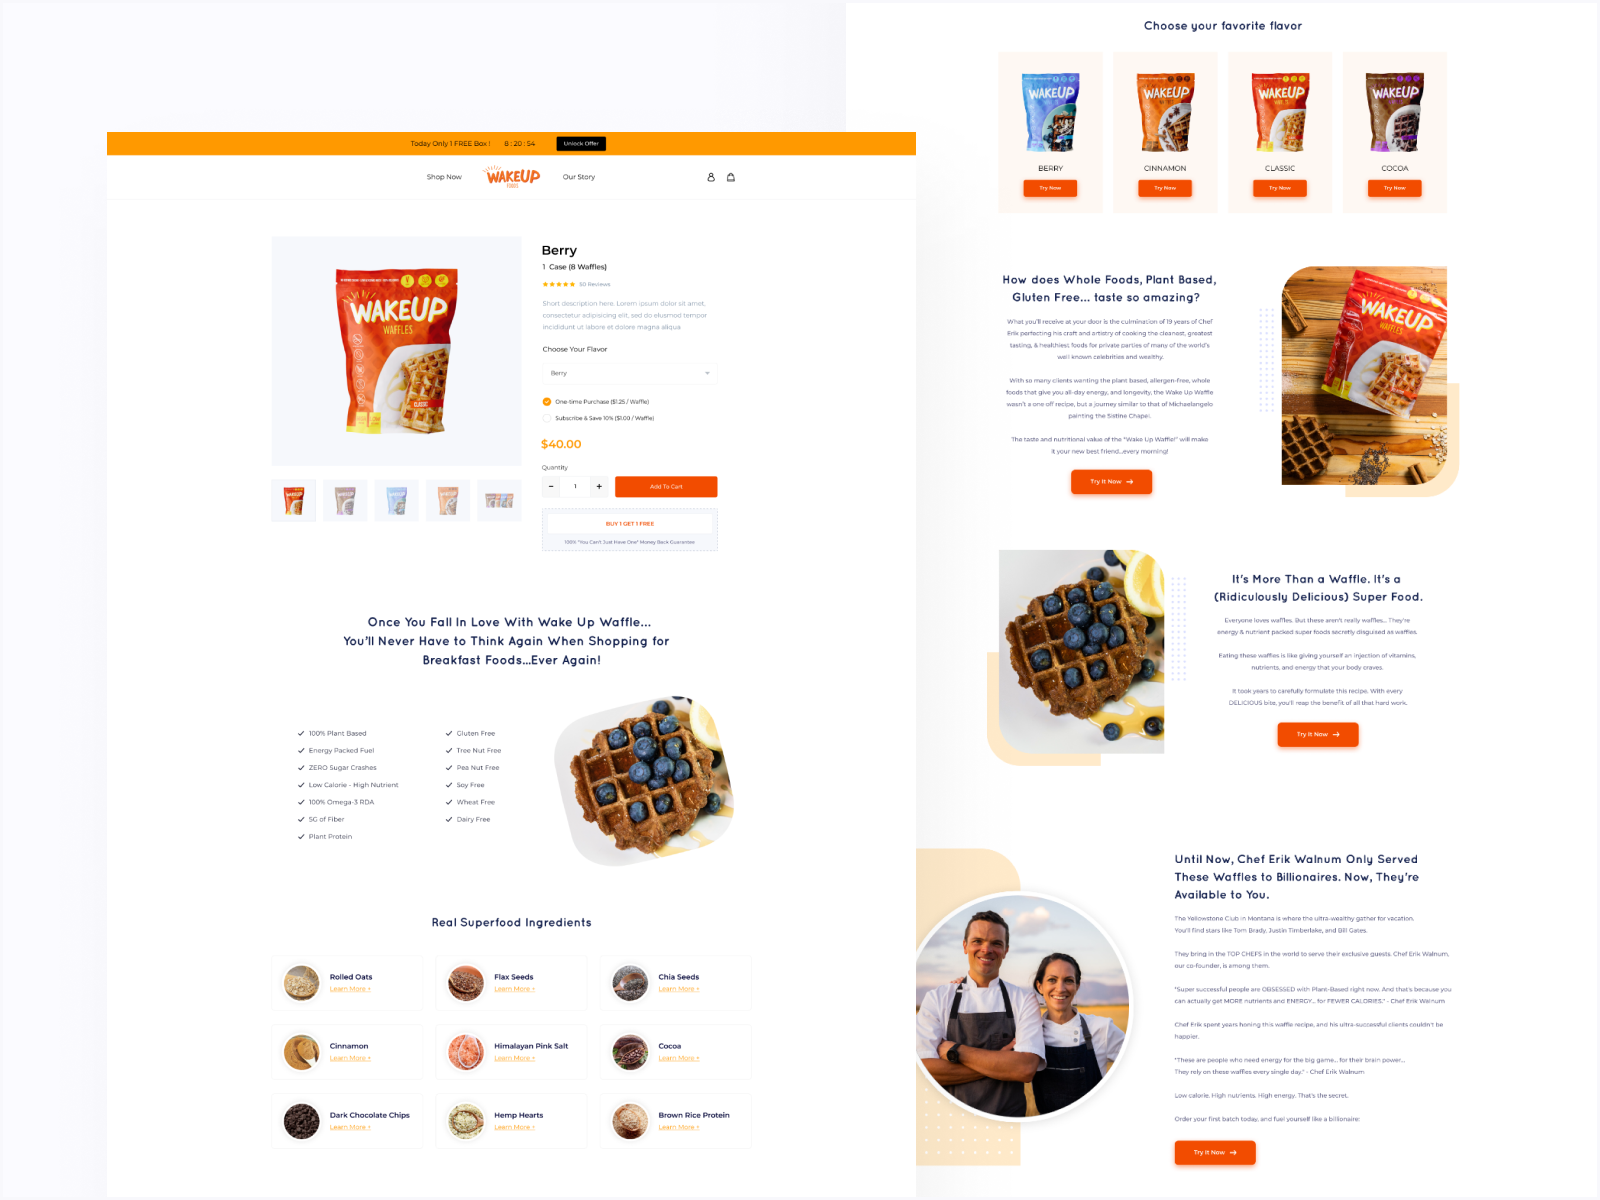 Today Only 1 FREE Box !
8 : 20 : 54
Unlock Offer
Shop Now
WAKEUP
FOODS
Our Story
WAKEUP
WAFFLES
CLASSIC
Berry
1 Case (8 Waffles)
60 Reviews
Short description here. Lorem ipsum dolor sit amet,
consectetur adipisicing elit, sed do eiusmod tempor
incididunt ut labore et dolore magna aliqua
Choose Your Flavor
Berry
One-time Purchase ($1.25 / Waffle)
Subscribe & Save 10% ($1.00 / Waffle)
$40.00
Quantity
− 1 +
Add To Cart
BUY 1 GET 1 FREE
100% "You Can't Just Have One" Money Back Guarantee
Once You Fall In Love With Wake Up Waffle...
You'll Never Have to Think Again When Shopping for
Breakfast Foods...Ever Again!
100% Plant Based
Energy Packed Fuel
ZERO Sugar Crashes
Low Calorie - High Nutrient
100% Omega-3 RDA
5G of Fiber
Plant Protein
Gluten Free
Tree Nut Free
Pea Nut Free
Soy Free
Wheat Free
Dairy Free
Real Superfood Ingredients
Rolled Oats
Learn More +
Flax Seeds
Learn More +
Chia Seeds
Learn More +
Cinnamon
Learn More +
Himalayan Pink Salt
Learn More +
Cocoa
Learn More +
Dark Chocolate Chips
Learn More +
Hemp Hearts
Learn More +
Brown Rice Protein
Learn More +
Choose your favorite flavor
WAKEUP
BERRY
Try Now
WAKEUP
CINNAMON
Try Now
WAKEUP
CLASSIC
Try Now
WAKEUP
COCOA
Try Now
How does Whole Foods, Plant Based,
Gluten Free... taste so amazing?
What you'll receive at your door is the culmination of 19 years of Chef
Erik perfecting his craft and artistry of cooking the cleanest, greatest
tasting, & healthiest foods for private parties of many of the world's
well known celebrities and wealthy.
With so many clients wanting the plant based, allergen-free, whole
foods that give you all-day energy, and longevity, the Wake Up Waffle
wasn't a one off recipe, but a journey similar to that of Michaelangelo
painting the Sistine Chapel.
The taste and nutritional value of the "Wake Up Waffle!" will make
it your new best friend...every morning!
Try It Now
WAKEUP
WAFFLES
It's More Than a Waffle. It's a
(Ridiculously Delicious) Super Food.
Everyone loves waffles. But these aren't really waffles... They're
energy & nutrient packed super foods secretly disguised as waffles.
Eating these waffles is like giving yourself an injection of vitamins,
nutrients, and energy that your body craves.
It took years to carefully formulate this recipe. With every
DELICIOUS bite, you'll reap the benefit of all that hard work.
Try It Now
Until Now, Chef Erik Walnum Only Served
These Waffles to Billionaires. Now, They're
Available to You.
The Yellowstone Club in Montana is where the ultra-wealthy gather for vacation.
You'll find stars like Tom Brady, Justin Timberlake, and Bill Gates.
They bring in the TOP CHEFS in the world to serve their exclusive guests. Chef Erik Walnum,
our co-founder, is among them.
"Super successful people are OBSESSED with Plant-Based right now. And that's because you
can actually get MORE nutrients and ENERGY... for FEWER CALORIES." - Chef Erik Walnum
Chef Erik spent years honing this waffle recipe, and his ultra-successful clients couldn't be
happier.
"These are people who need energy for the big game... for their brain power...
They rely on these waffles every single day." - Chef Erik Walnum
Low calorie. High nutrients. High energy. That's the secret.
Order your first batch today, and fuel yourself like a billionaire:
Try It Now